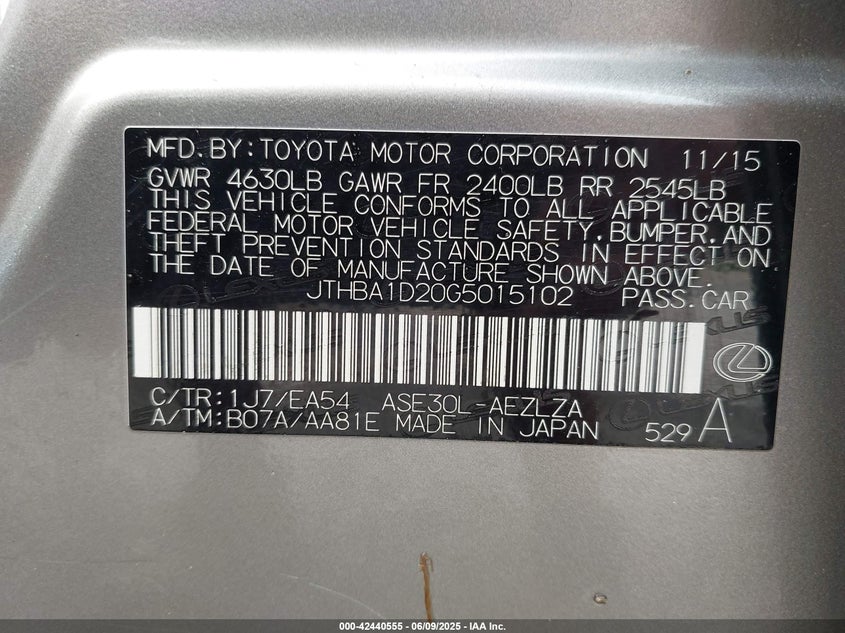 MFD.BY:TOYOTA MOTOR CORPORATION 11/15
GVWR 4630LB GAWR FR 2400LB RR 2545LB
THIS VEHICLE CONFORMS TO ALL APPLICABLE
FEDERAL MOTOR VEHICLE SAFETY,BUMPER,AND
THEFT PREVENTION STANDARDS IN EFFECT ON
THE DATE OF MANUFACTURE SHOWN ABOVE.
JTHBA1D20G5015102 PASS.CAR
C/TR:1J7/EA54 ASE30L-AEZLZA
A/TM:B07A/AA81E MADE IN JAPAN 529 A
000-42440555 - 06/09/2025 - IAA Inc.